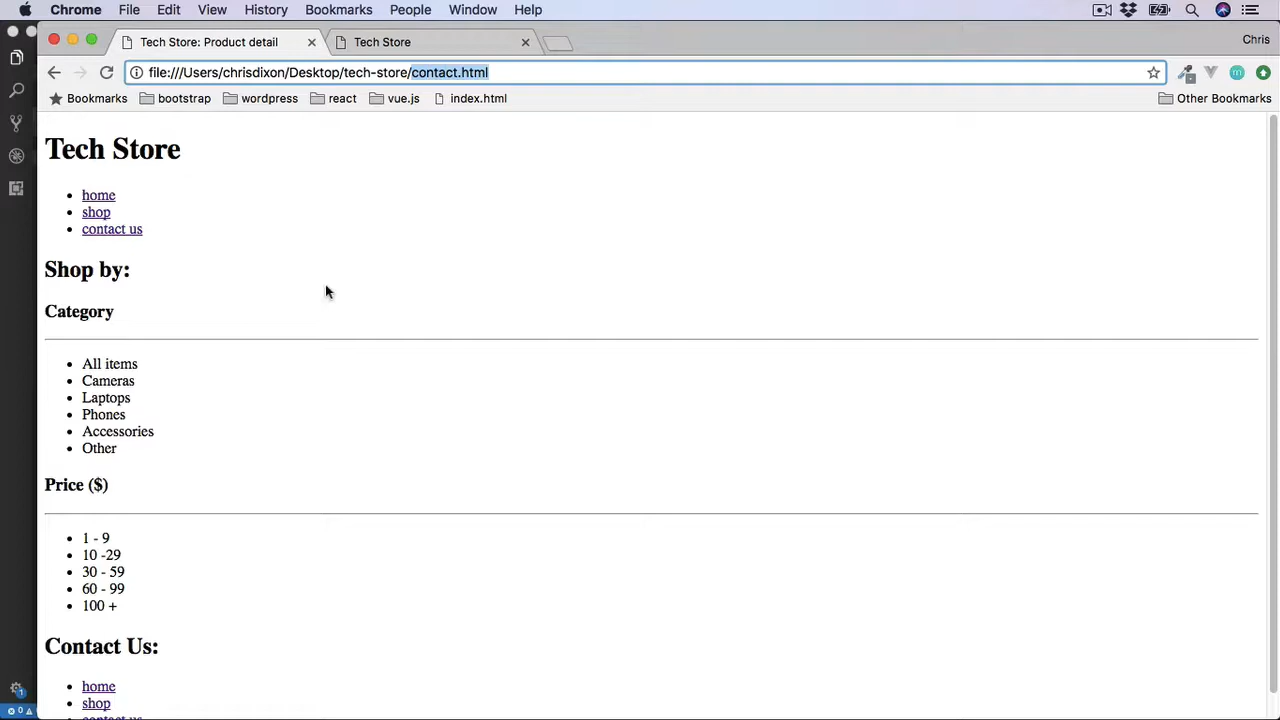 Chrome File Edit View History Bookmarks People Window Help
Tech Store: Product detail Tech Store Chris
file:///Users/chrisdixon/Desktop/tech-store/contact.html
Bookmarks bootstrap wordpress react vue.js index.html Other Bookmarks
Tech Store
home
shop
contact us
Shop by:
Category
All items
Cameras
Laptops
Phones
Accessories
Other
Price ($)
1 - 9
10 -29
30 - 59
60 - 99
100 +
Contact Us:
home
shop
contact us
1
0